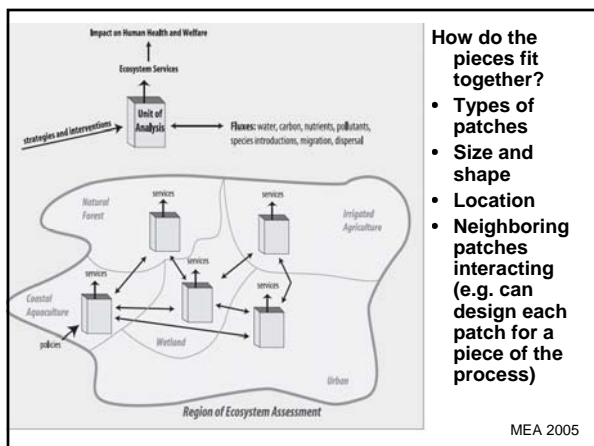 Impact on Human Health and Welfare
Ecosystem Services
Unit of
Analysis
strategies and interventions
Fluxes: water, carbon, nutrients, pollutants,
species introductions, migration, dispersal
Natural
Forest
services
services
Irrigated
Agriculture
services
services
services
Coastal
Aquaculture
policies
Wetland
Urban
Region of Ecosystem Assessment
How do the
pieces fit
together?
• Types of
patches
• Size and
shape
• Location
• Neighboring
patches
interacting
(e.g. can
design each
patch for a
piece of the
process)
MEA 2005